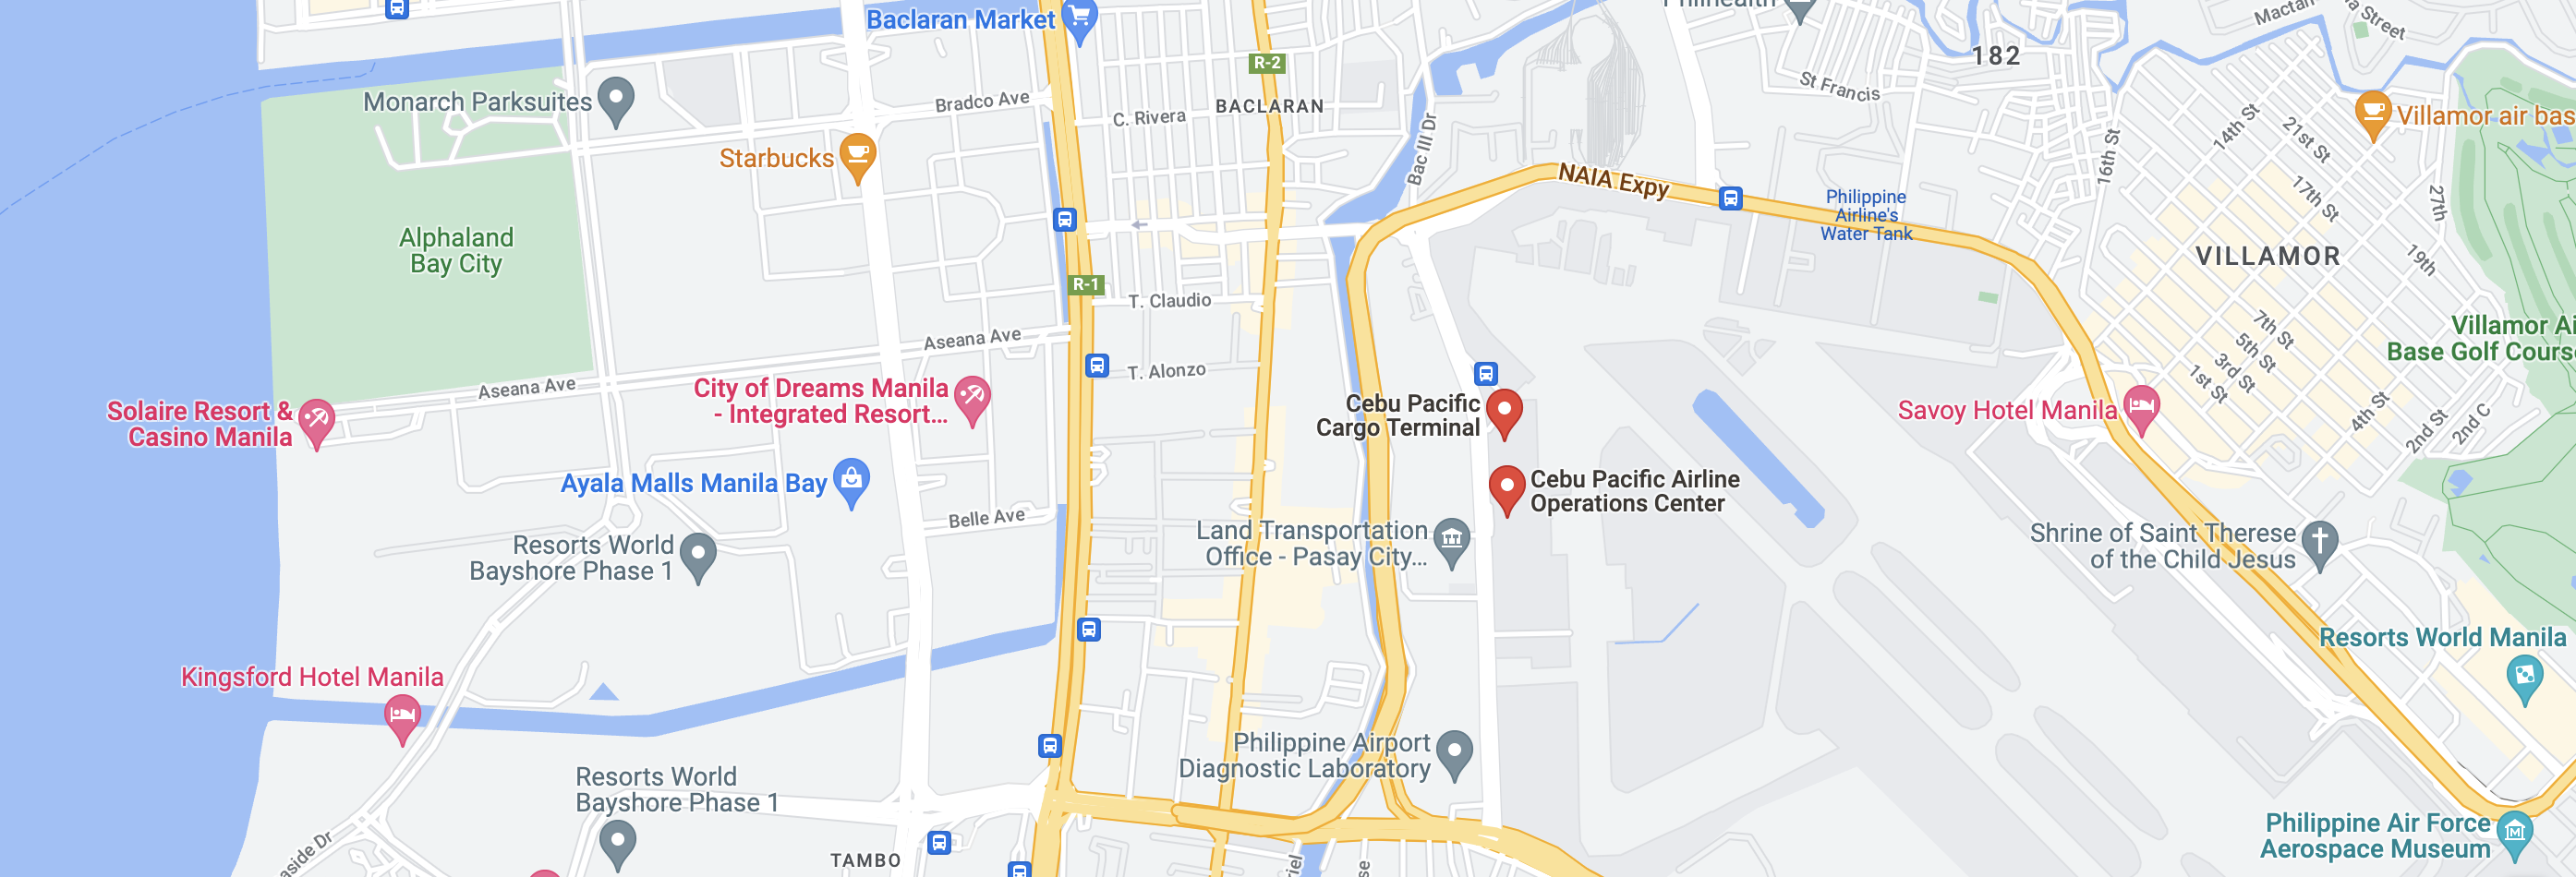 Baclaran Market
R-2
182
Mactan
Street
Monarch Parksuites
Bradco Ave
C. Rivera
BACLARAN
Bac III Dr
St Francis
14th St
21st St
Villamor air bas
Starbucks
NAIA Expy
Philippine
Airline's
Water Tank
16th St
17th St
27th
Alphaland
Bay City
VILLAMOR
19th
R-1
T. Claudio
Aseana Ave
T. Alonzo
7th St
5th St
3rd St
1st St
Villamor Ai
Base Golf Cours
Aseana Ave
City of Dreams Manila
- Integrated Resort...
Solaire Resort &
Casino Manila
Cebu Pacific
Cargo Terminal
Savoy Hotel Manila
4th St
2nd St
2nd C
Ayala Malls Manila Bay
Cebu Pacific Airline
Operations Center
Belle Ave
Land Transportation
Office - Pasay City...
Resorts World
Bayshore Phase 1
Shrine of Saint Therese
of the Child Jesus
Resorts World Manila
Kingsford Hotel Manila
Philippine Airport
Diagnostic Laboratory
Resorts World
Bayshore Phase 1
aside Dr
TAMBO
riel
se
Philippine Air Force
Aerospace Museum